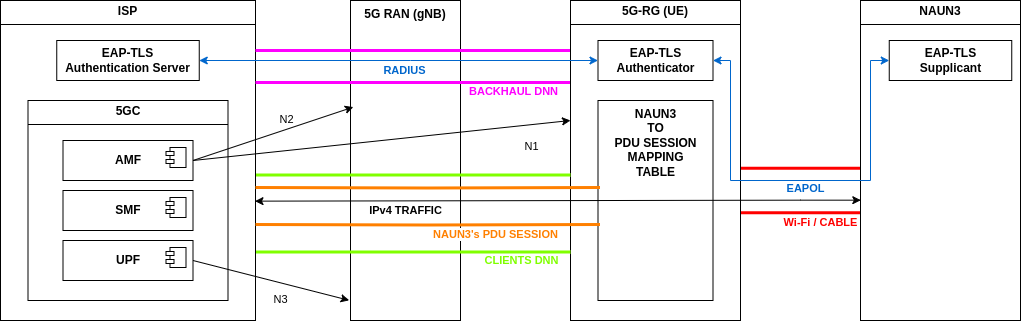 ISP
5G RAN (gNB)
5G-RG (UE)
NAUN3
EAP-TLS
Authentication Server
EAP-TLS
Authenticator
EAP-TLS
Supplicant
RADIUS
BACKHAUL DNN
5GC
NAUN3
TO
PDU SESSION
MAPPING
TABLE
N2
N1
AMF
SMF
UPF
EAPOL
IPv4 TRAFFIC
Wi-Fi / CABLE
NAUN3's PDU SESSION
CLIENTS DNN
N3